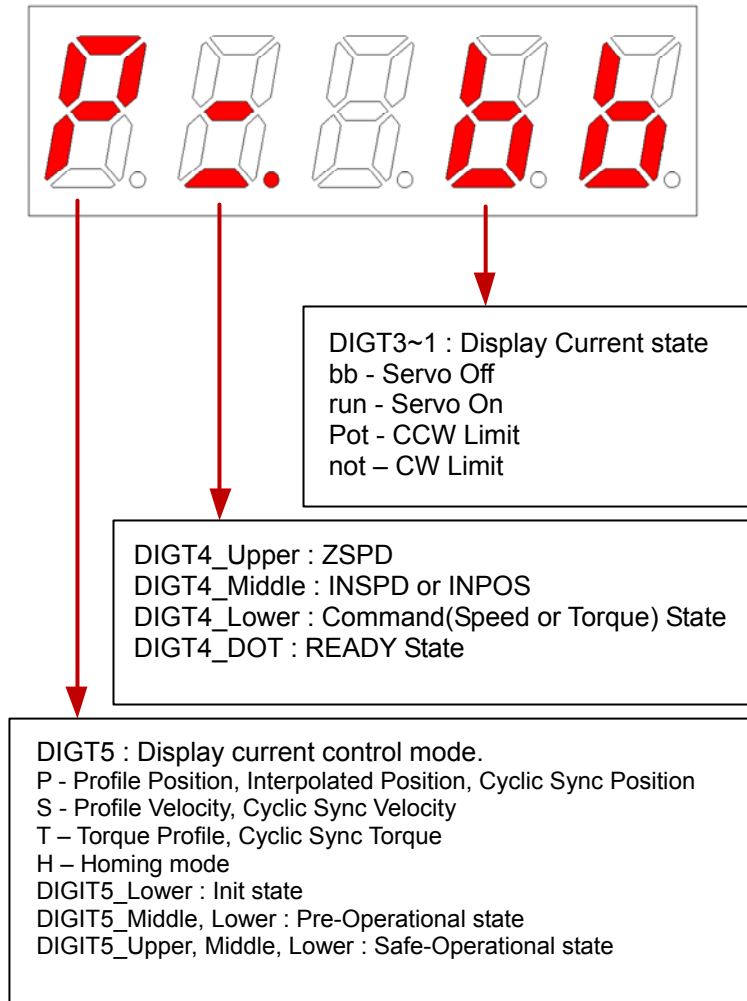 P=. bb
DIGT3~1 : Display Current state
bb - Servo Off
run - Servo On
Pot - CCW Limit
not – CW Limit
DIGT4_Upper : ZSPD
DIGT4_Middle : INSPD or INPOS
DIGT4_Lower : Command(Speed or Torque) State
DIGT4_DOT : READY State
DIGT5 : Display current control mode.
P - Profile Position, Interpolated Position, Cyclic Sync Position
S - Profile Velocity, Cyclic Sync Velocity
T – Torque Profile, Cyclic Sync Torque
H – Homing mode
DIGIT5_Lower : Init state
DIGIT5_Middle, Lower : Pre-Operational state
DIGIT5_Upper, Middle, Lower : Safe-Operational state